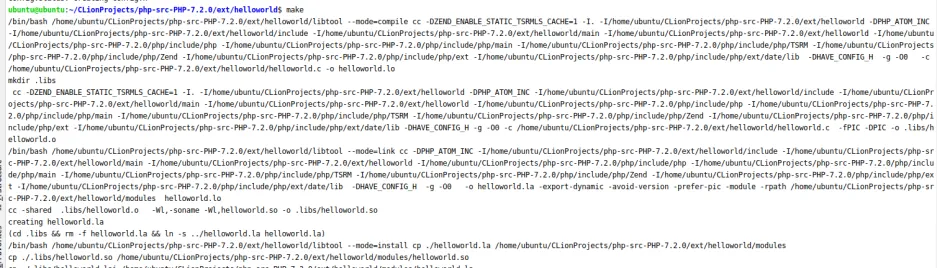 ubuntu@ubuntu:~/CLionProjects/php-src-PHP-7.2.0/ext/helloworld$ make
/bin/bash /home/ubuntu/CLionProjects/php-src-PHP-7.2.0/ext/helloworld/libtool --mode=compile cc -DZEND_ENABLE_STATIC_TSRMLS_CACHE=1 -I. -I/home/ubuntu/CLionProjects/php-src-PHP-7.2.0/ext/helloworld -DPHP_ATOM_INC
-I/home/ubuntu/CLionProjects/php-src-PHP-7.2.0/ext/helloworld/include -I/home/ubuntu/CLionProjects/php-src-PHP-7.2.0/ext/helloworld/main -I/home/ubuntu/CLionProjects/php-src-PHP-7.2.0/ext/helloworld -I/home/ubuntu
/CLionProjects/php-src-PHP-7.2.0/php/include/php -I/home/ubuntu/CLionProjects/php-src-PHP-7.2.0/php/include/php/main -I/home/ubuntu/CLionProjects/php-src-PHP-7.2.0/php/include/php/TSRM -I/home/ubuntu/CLionProjects
/php-src-PHP-7.2.0/php/include/php/Zend -I/home/ubuntu/CLionProjects/php-src-PHP-7.2.0/php/include/php/ext -I/home/ubuntu/CLionProjects/php-src-PHP-7.2.0/php/include/php/ext/date/lib -DHAVE_CONFIG_H -g -O0 -c
/home/ubuntu/CLionProjects/php-src-PHP-7.2.0/ext/helloworld/helloworld.c -o helloworld.lo
mkdir .libs
cc -DZEND_ENABLE_STATIC_TSRMLS_CACHE=1 -I. -I/home/ubuntu/CLionProjects/php-src-PHP-7.2.0/ext/helloworld -DPHP_ATOM_INC -I/home/ubuntu/CLionProjects/php-src-PHP-7.2.0/ext/helloworld/include -I/home/ubuntu/CLionPr
ojects/php-src-PHP-7.2.0/ext/helloworld/main -I/home/ubuntu/CLionProjects/php-src-PHP-7.2.0/ext/helloworld -I/home/ubuntu/CLionProjects/php-src-PHP-7.2.0/php/include/php -I/home/ubuntu/CLionProjects/php-src-PHP-7.
2.0/php/include/php/main -I/home/ubuntu/CLionProjects/php-src-PHP-7.2.0/php/include/php/TSRM -I/home/ubuntu/CLionProjects/php-src-PHP-7.2.0/php/include/php/Zend -I/home/ubuntu/CLionProjects/php-src-PHP-7.2.0/php/i
nclude/php/ext -I/home/ubuntu/CLionProjects/php-src-PHP-7.2.0/php/include/php/ext/date/lib -DHAVE_CONFIG_H -g -O0 -c /home/ubuntu/CLionProjects/php-src-PHP-7.2.0/ext/helloworld/helloworld.c -fPIC -DPIC -o .libs/h
elloworld.o
/bin/bash /home/ubuntu/CLionProjects/php-src-PHP-7.2.0/ext/helloworld/libtool --mode=link cc -DPHP_ATOM_INC -I/home/ubuntu/CLionProjects/php-src-PHP-7.2.0/ext/helloworld/include -I/home/ubuntu/CLionProjects/php-sr
c-PHP-7.2.0/ext/helloworld/main -I/home/ubuntu/CLionProjects/php-src-PHP-7.2.0/ext/helloworld -I/home/ubuntu/CLionProjects/php-src-PHP-7.2.0/php/include/php -I/home/ubuntu/CLionProjects/php-src-PHP-7.2.0/php/inclu
de/php/main -I/home/ubuntu/CLionProjects/php-src-PHP-7.2.0/php/include/php/TSRM -I/home/ubuntu/CLionProjects/php-src-PHP-7.2.0/php/include/php/Zend -I/home/ubuntu/CLionProjects/php-src-PHP-7.2.0/php/include/php/ex
t -I/home/ubuntu/CLionProjects/php-src-PHP-7.2.0/php/include/php/ext/date/lib -DHAVE_CONFIG_H -g -O0 -o helloworld.la -export-dynamic -avoid-version -prefer-pic -module -rpath /home/ubuntu/CLionProjects/php-sr
c-PHP-7.2.0/ext/helloworld/modules helloworld.lo
cc -shared .libs/helloworld.o -Wl,-soname -Wl,helloworld.so -o .libs/helloworld.so
creating helloworld.la
(cd .libs && rm -f helloworld.la && ln -s ../helloworld.la helloworld.la)
/bin/bash /home/ubuntu/CLionProjects/php-src-PHP-7.2.0/ext/helloworld/libtool --mode=install cp ./helloworld.la /home/ubuntu/CLionProjects/php-src-PHP-7.2.0/ext/helloworld/modules
cp ./.libs/helloworld.so /home/ubuntu/CLionProjects/php-src-PHP-7.2.0/ext/helloworld/modules/helloworld.so